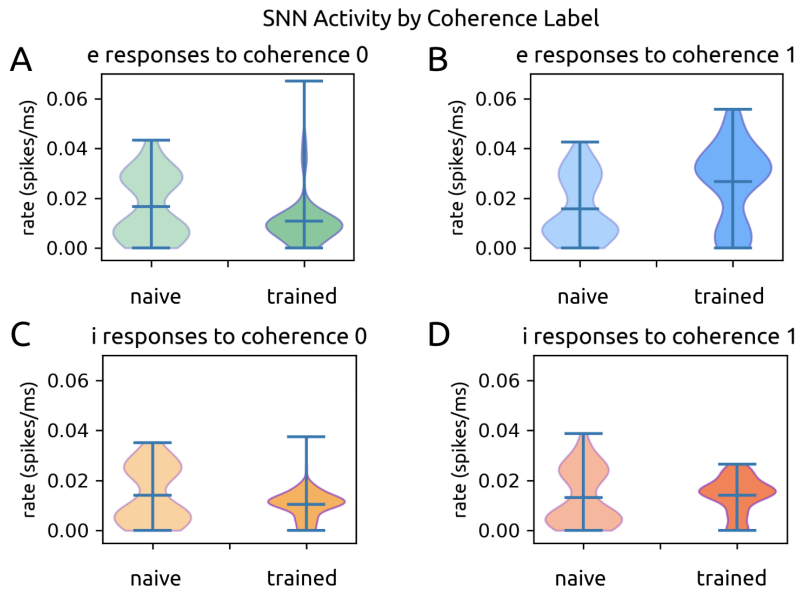 SNN Activity by Coherence Label
A
e responses to coherence 0
rate (spikes/ms)
0.06
0.04
0.02
0.00
naive
trained
B
e responses to coherence 1
rate (spikes/ms)
0.06
0.04
0.02
0.00
naive
trained
C
i responses to coherence 0
rate (spikes/ms)
0.06
0.04
0.02
0.00
naive
trained
D
i responses to coherence 1
rate (spikes/ms)
0.06
0.04
0.02
0.00
naive
trained